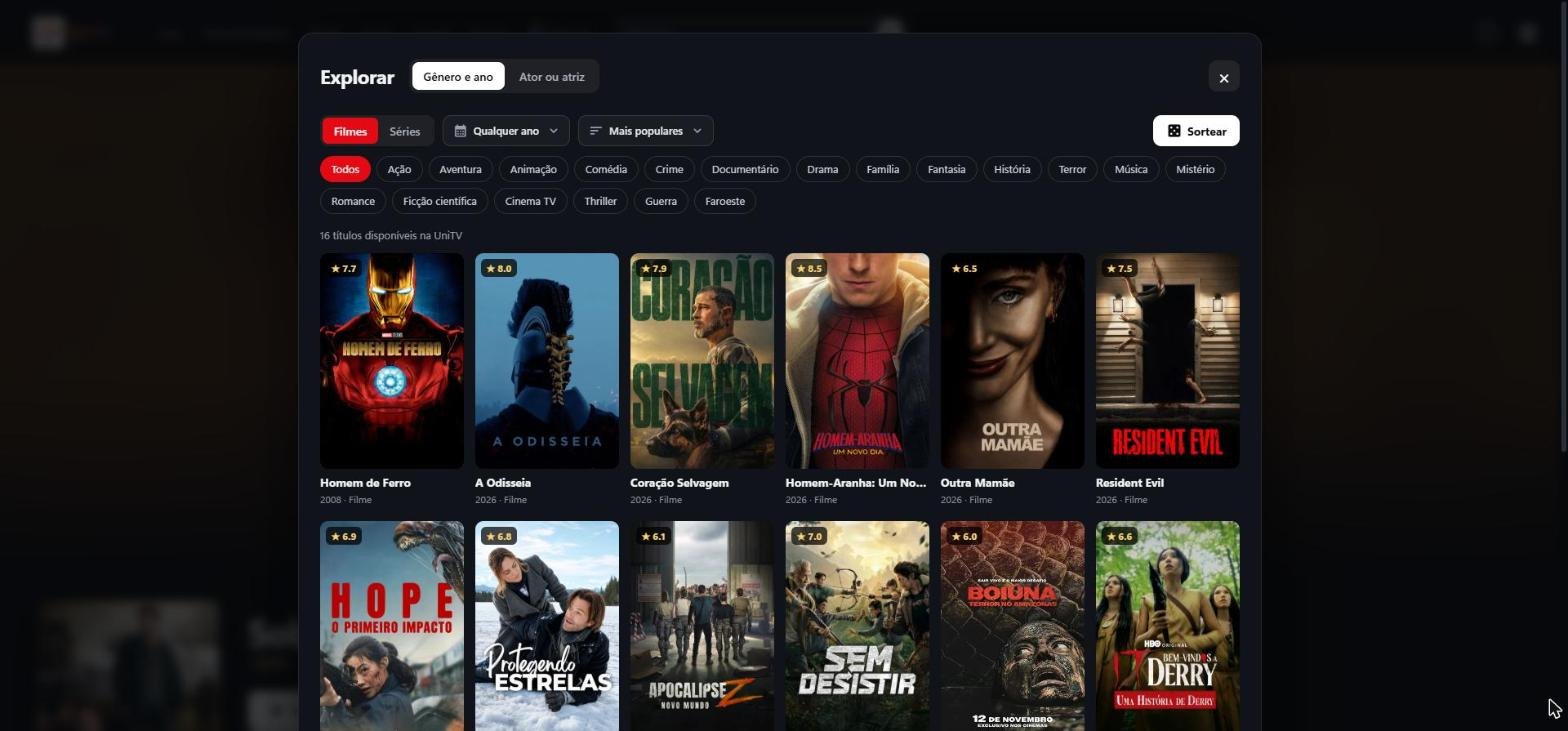 Explorar
Gênero e ano
Ator ou atriz
Filmes
Séries
Qualquer ano
Mais populares
Sortear
Todos
Ação
Aventura
Animação
Comédia
Crime
Documentário
Drama
Família
Fantasia
História
Terror
Música
Mistério
Romance
Ficção científica
Cinema TV
Thriller
Guerra
Faroeste
16 títulos disponíveis na UniTV
★ 7.7
HOMEM DE FERRO
★ 8.0
A ODISSEIA
★ 7.9
CORAÇÃO
SELVAGEM
★ 8.5
HOMEM-ARANHA
UM NOVO DIA
★ 6.5
OUTRA
MAMÃE
★ 7.5
RESIDENT EVIL
Homem de Ferro
2008 · Filme
A Odisseia
2026 · Filme
Coração Selvagem
2026 · Filme
Homem-Aranha: Um No...
2026 · Filme
Outra Mamãe
2026 · Filme
Resident Evil
2026 · Filme
★ 6.9
HOPE
O PRIMEIRO IMPACTO
★ 6.8
Protegendo
ESTRELAS
★ 6.1
APOCALIPSE Z
NOVO MUNDO
★ 7.0
SEM
DESISTIR
★ 6.0
BOIUNA
TERROR NO AMAZONAS
12 DE NOVEMBRO
EXCLUSIVO NOS CINEMAS
★ 6.6
HBO ORIGINAL
IT
BEM-VINDOS A
DERRY
UMA HISTÓRIA DE DERRY